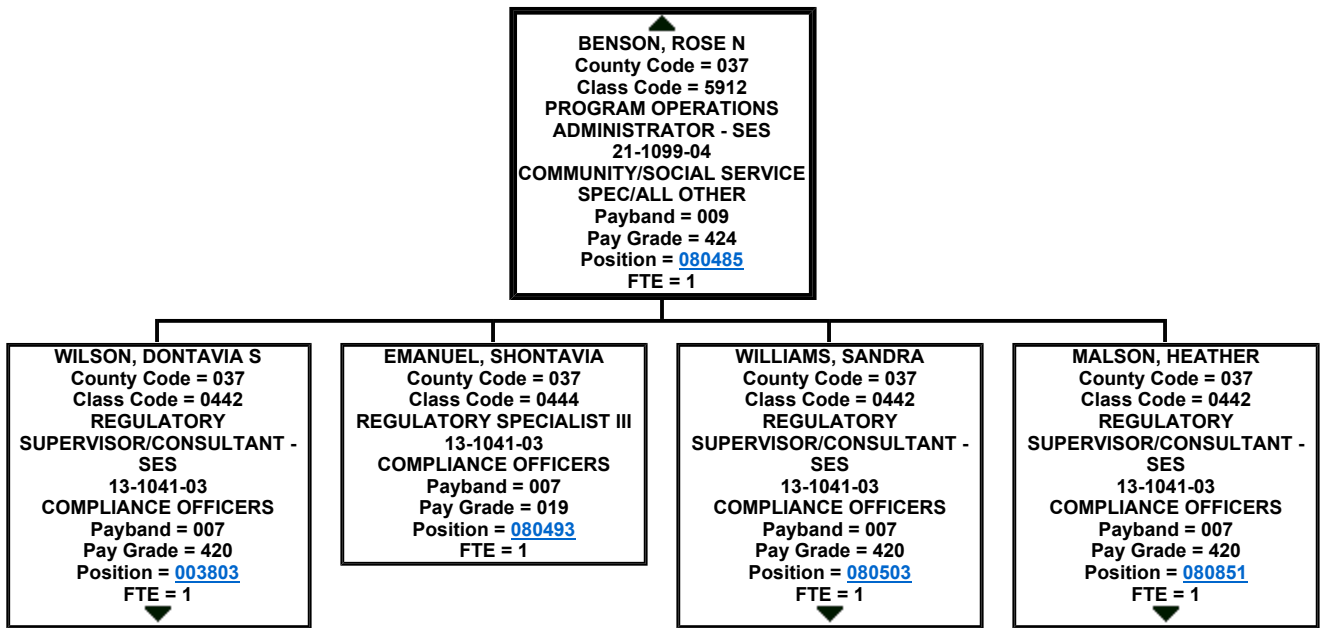 BENSON, ROSE N
County Code = 037
Class Code = 5912
PROGRAM OPERATIONS
ADMINISTRATOR - SES
21-1099-04
COMMUNITY/SOCIAL SERVICE
SPEC/ALL OTHER
Payband = 009
Pay Grade = 424
Position = 080485
FTE = 1
WILSON, DONTAVIA S
County Code = 037
Class Code = 0442
REGULATORY
SUPERVISOR/CONSULTANT -
SES
13-1041-03
COMPLIANCE OFFICERS
Payband = 007
Pay Grade = 420
Position = 003803
FTE = 1
EMANUEL, SHONTAVIA
County Code = 037
Class Code = 0444
REGULATORY SPECIALIST III
13-1041-03
COMPLIANCE OFFICERS
Payband = 007
Pay Grade = 019
Position = 080493
FTE = 1
WILLIAMS, SANDRA
County Code = 037
Class Code = 0442
REGULATORY
SUPERVISOR/CONSULTANT -
SES
13-1041-03
COMPLIANCE OFFICERS
Payband = 007
Pay Grade = 420
Position = 080503
FTE = 1
MALSON, HEATHER
County Code = 037
Class Code = 0442
REGULATORY
SUPERVISOR/CONSULTANT -
SES
13-1041-03
COMPLIANCE OFFICERS
Payband = 007
Pay Grade = 420
Position = 080851
FTE = 1